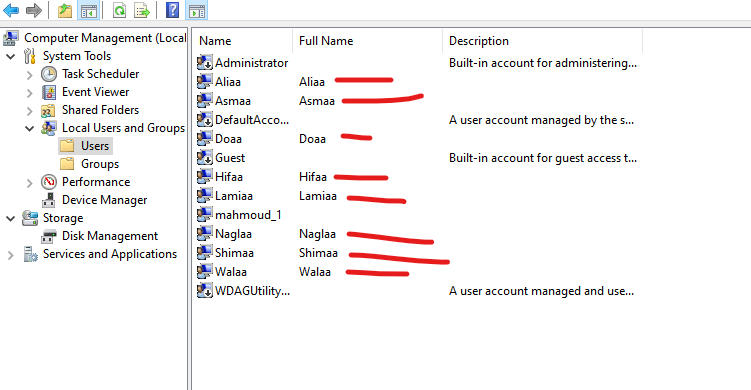 Computer Management (Local
System Tools
Task Scheduler
Event Viewer
Shared Folders
Local Users and Groups
Users
Groups
Performance
Device Manager
Storage
Disk Management
Services and Applications
Name Full Name Description
Administrator Built-in account for administering...
Aliaa Aliaa
Asmaa Asmaa
DefaultAcco... A user account managed by the s...
Doaa Doaa
Guest Built-in account for guest access t...
Hifaa Hifaa
Lamiaa Lamiaa
mahmoud_1
Naglaa Naglaa
Shimaa Shimaa
Walaa Walaa
WDAGUtility... A user account managed and use...